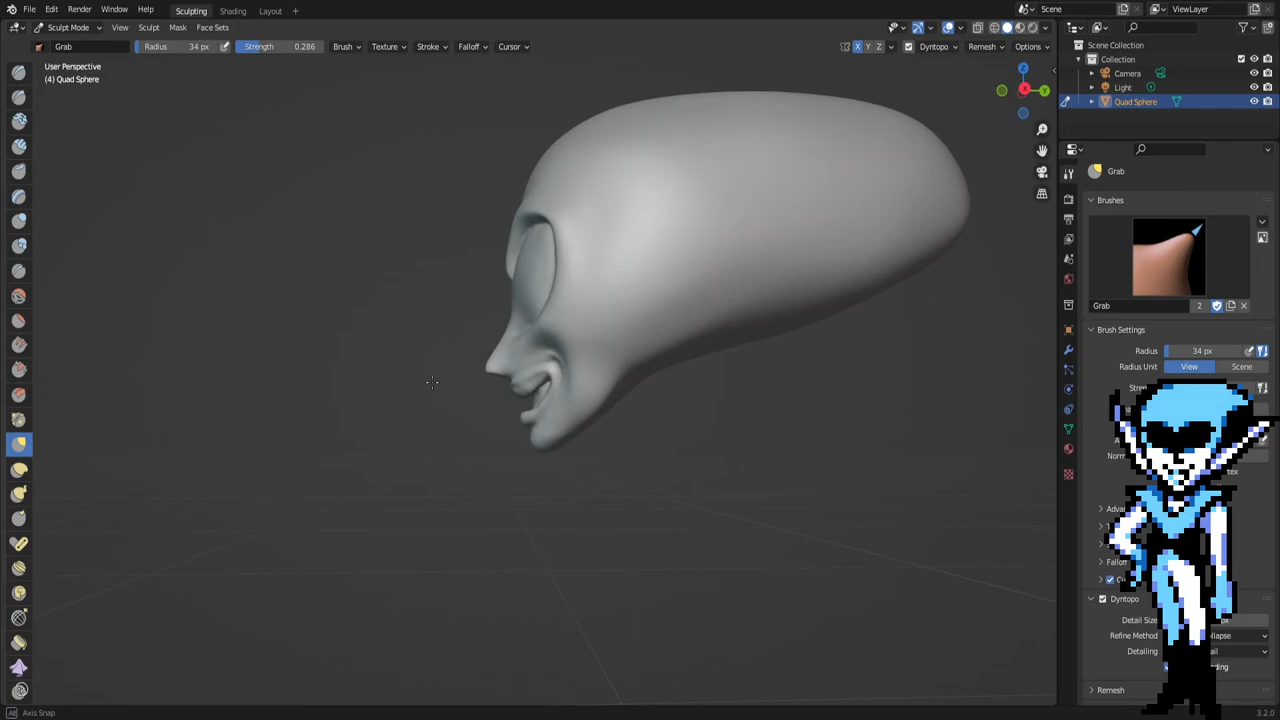 File Edit Render Window Help Sculpting Shading Layout + Scene ViewLayer
Sculpt Mode View Sculpt Mask Face Sets
Grab Radius 34 px Strength 0.286 Brush Texture Stroke Falloff Cursor X Y Z Dyntopo Remesh Options
User Perspective
(4) Quad Sphere
Z
X
Y
Scene Collection
Collection
Camera
Light
Quad Sphere
Grab
Brushes
Grab 2
Brush Settings
Radius 34 px
Radius Unit View Scene
Falloff
Dyntopo
Detail Size
Refine Method
Detailing
Remesh
Axis Snap
3.2.0